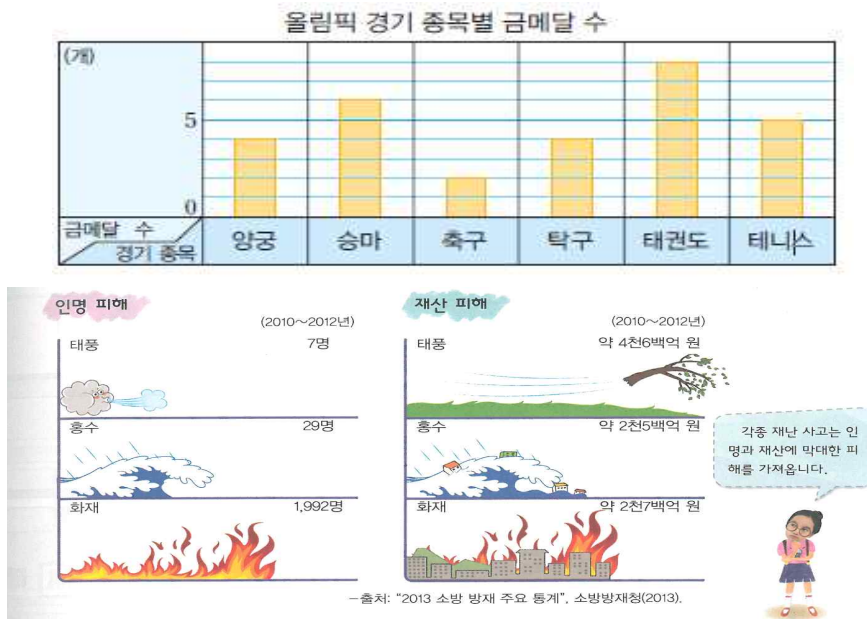 올림픽 경기 종목별 금메달 수
(개)
5
0
금메달 수
경기 종목
양궁 승마 축구 탁구 태권도 테니스
인명 피해
(2010~2012년)
태풍 7명
홍수 29명
화재 1,992명
재산 피해
(2010~2012년)
태풍 약 4천6백억 원
홍수 약 2천5백억 원
화재 약 2천7백억 원
각종 재난 사고는 인
명과 재산에 막대한 피
해를 가져옵니다.
-출처: "2013 소방 방재 주요 통계", 소방방재청(2013).